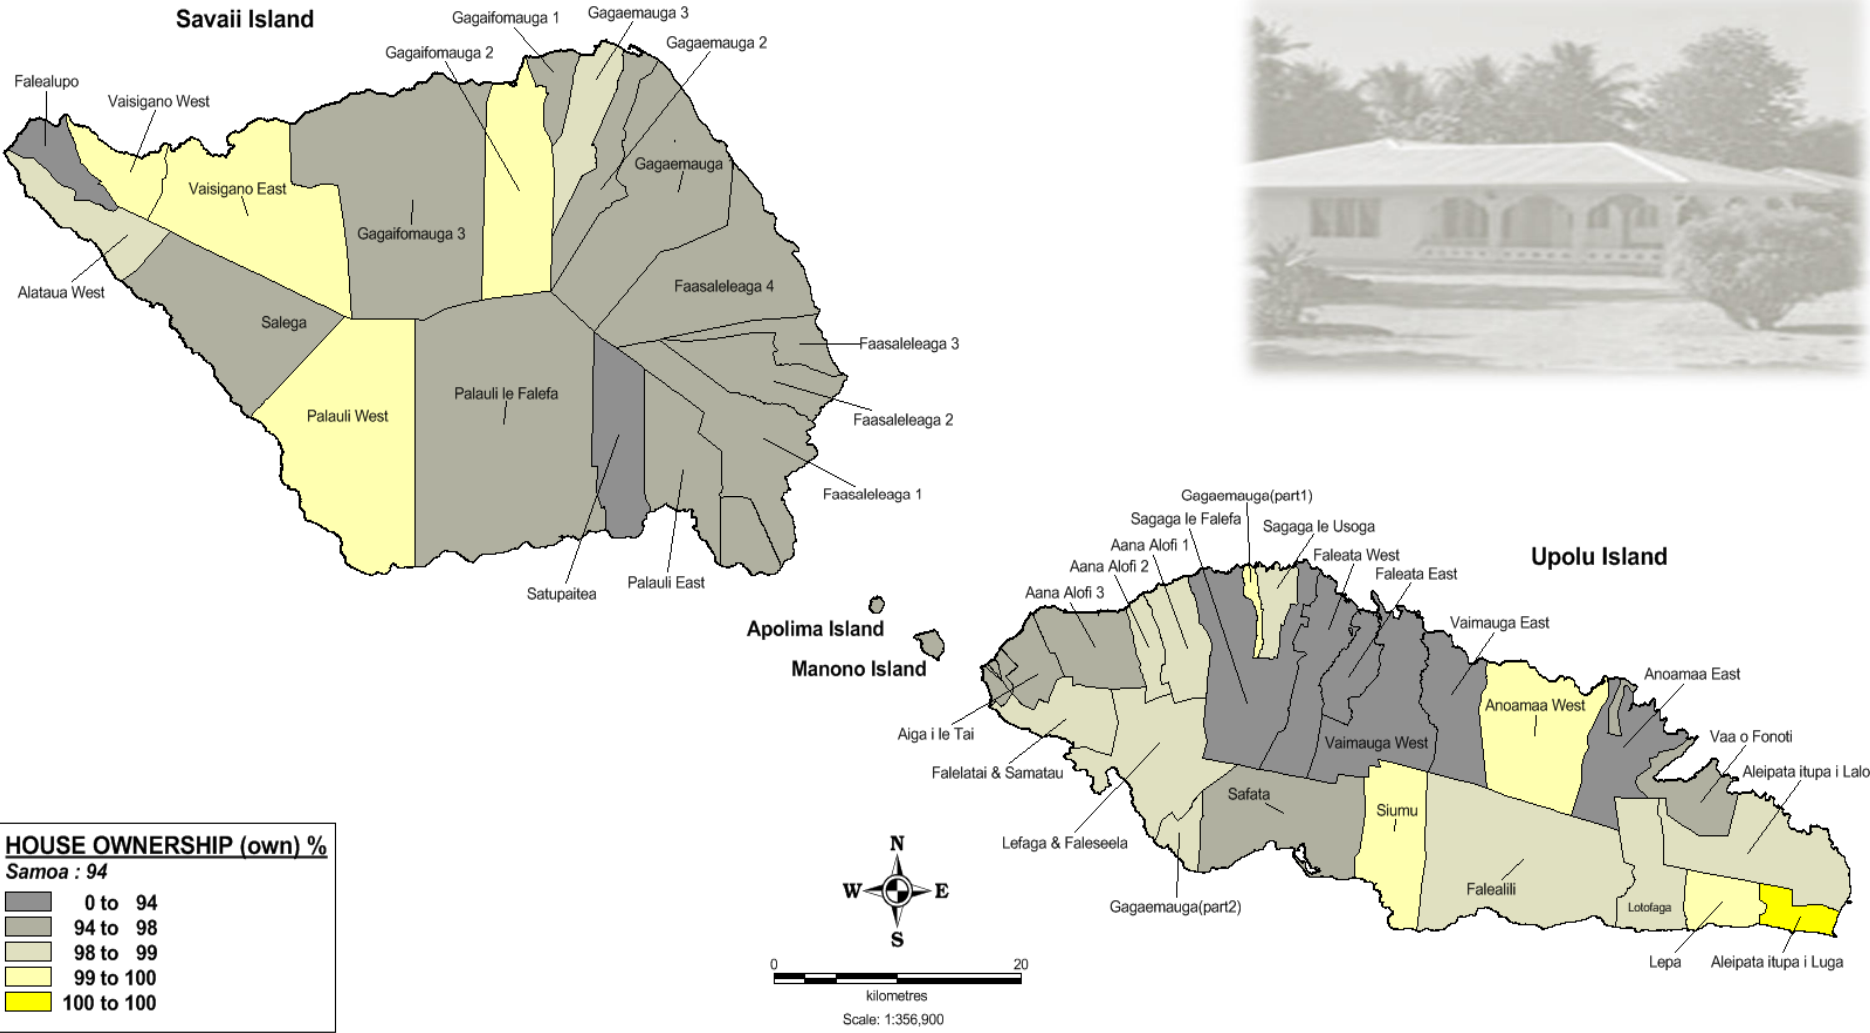 Savaii Island
Gagaifomauga 1
Gagaemauga 3
Gagaifomauga 2
Gagaemauga 2
Falealupo
Vaisigano West
Gagaemauga
Vaisigano East
Gagaifomauga 3
Alataua West
Faasaleleaga 4
Salega
Faasaleleaga 3
Palauli le Falefa
Palauli West
Faasaleleaga 2
Faasaleleaga 1
Satupaitea
Palauli East
Apolima Island
Manono Island
Upolu Island
Gagaemauga(part1)
Sagaga le Falefa
Sagaga le Usoga
Aana Alofi 1
Faleata West
Aana Alofi 2
Faleata East
Aana Alofi 3
Vaimauga East
Anoamaa East
Anoamaa West
Aiga i le Tai
Vaimauga West
Vaa o Fonoti
Falelatai & Samatau
Aleipata itupa i Lalo
Safata
Siumu
Lefaga & Faleseela
Falealili
Gagaemauga(part2)
Lotofaga
Lepa
Aleipata itupa i Luga
HOUSE OWNERSHIP (own) %
Samoa : 94
0 to 94
94 to 98
98 to 99
99 to 100
100 to 100
N
W E
S
0 20
kilometres
Scale: 1:356,900